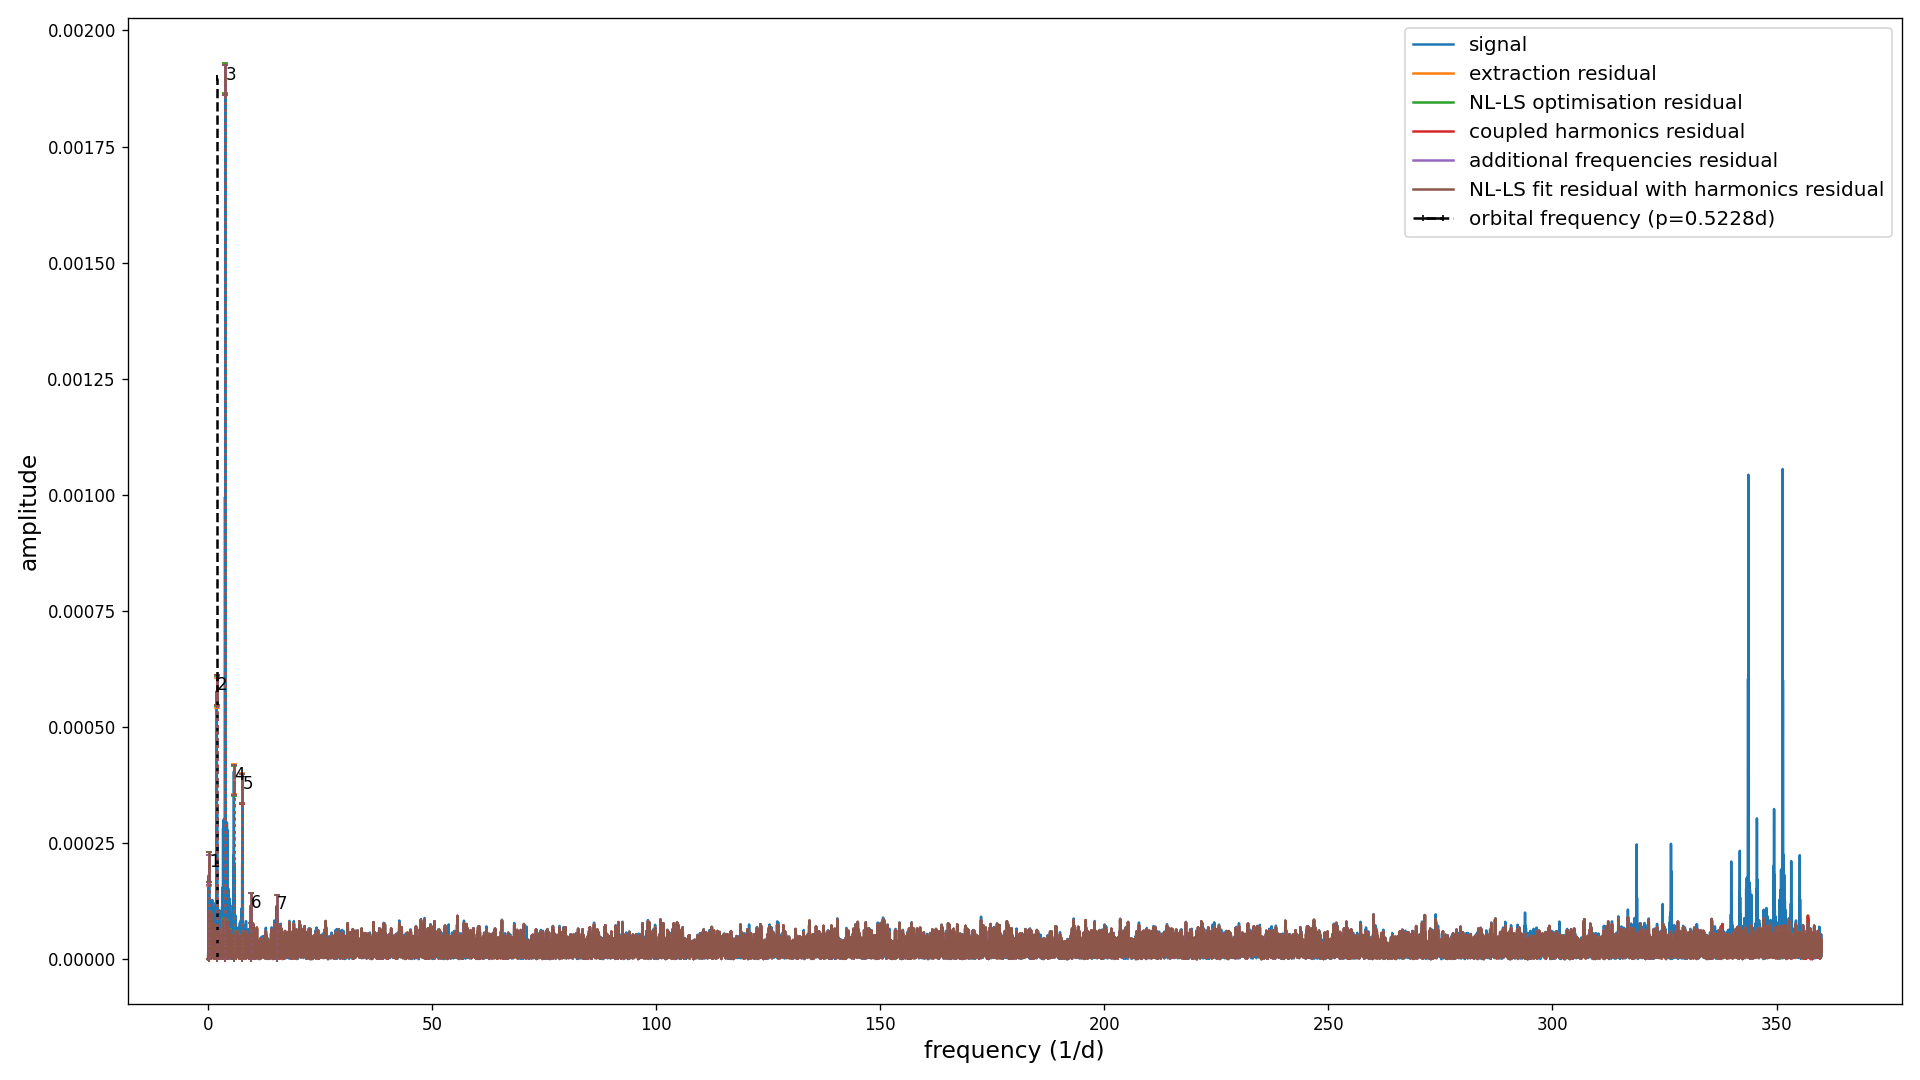 0.00200
0.00175
0.00150
0.00125
0.00100
0.00075
0.00050
0.00025
0.00000
amplitude
3
2
4
5
1
6
7
signal
extraction residual
NL-LS optimisation residual
coupled harmonics residual
additional frequencies residual
NL-LS fit residual with harmonics residual
orbital frequency (p=0.5228d)
0 50 100 150 200 250 300 350
frequency (1/d)